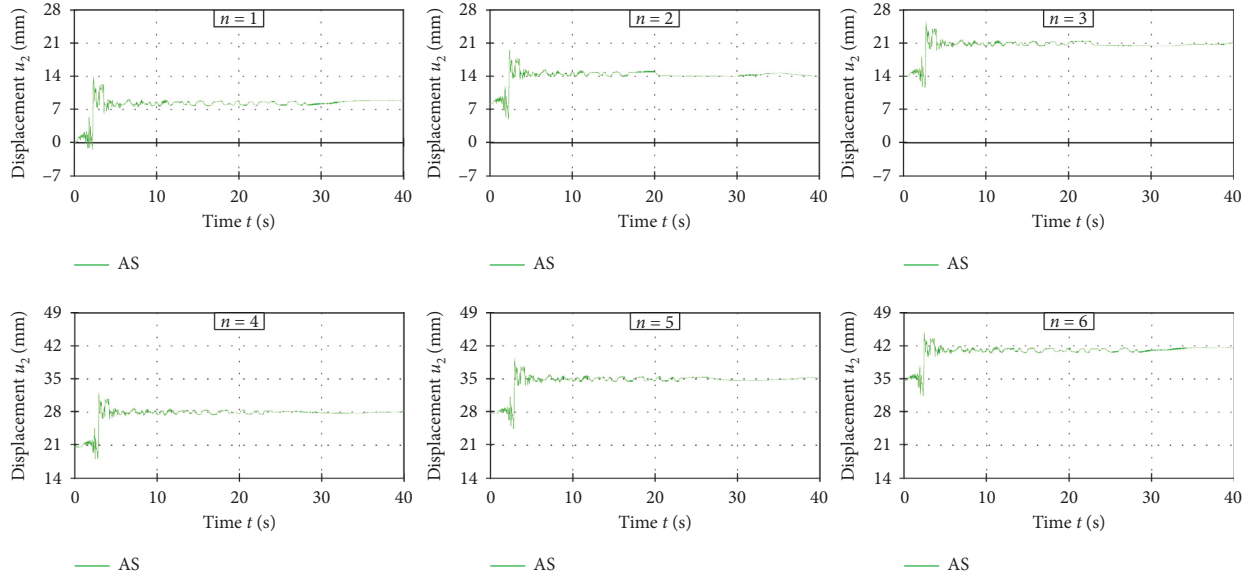 n = 1
28
21
14
7
0
–7
Displacement u2 (mm)
0 10 20 30 40
Time t (s)
AS
n = 2
28
21
14
7
0
–7
Displacement u2 (mm)
0 10 20 30 40
Time t (s)
AS
n = 3
28
21
14
7
0
–7
Displacement u2 (mm)
0 10 20 30 40
Time t (s)
AS
n = 4
49
42
35
28
21
14
Displacement u2 (mm)
0 10 20 30 40
Time t (s)
AS
n = 5
49
42
35
28
21
14
Displacement u2 (mm)
0 10 20 30 40
Time t (s)
AS
n = 6
49
42
35
28
21
14
Displacement u2 (mm)
0 10 20 30 40
Time t (s)
AS